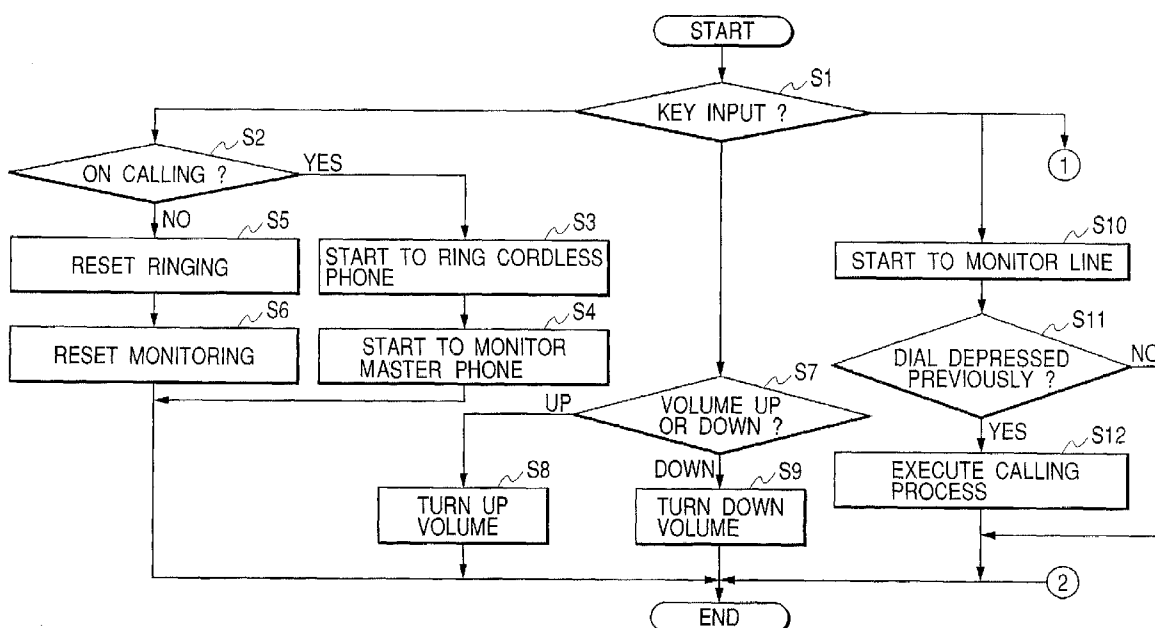 START
S1
KEY INPUT ?
S2
ON CALLING ?
YES
1
NO
S5
S3
S10
RESET RINGING
START TO RING CORDLESS
PHONE
START TO MONITOR LINE
S6
S4
S11
RESET MONITORING
START TO MONITOR
MASTER PHONE
DIAL DEPRESSED
PREVIOUSLY ?
NO
S7
UP
VOLUME UP
OR DOWN ?
YES
S12
DOWN
S8
S9
EXECUTE CALLING
PROCESS
TURN UP
VOLUME
TURN DOWN
VOLUME
2
END